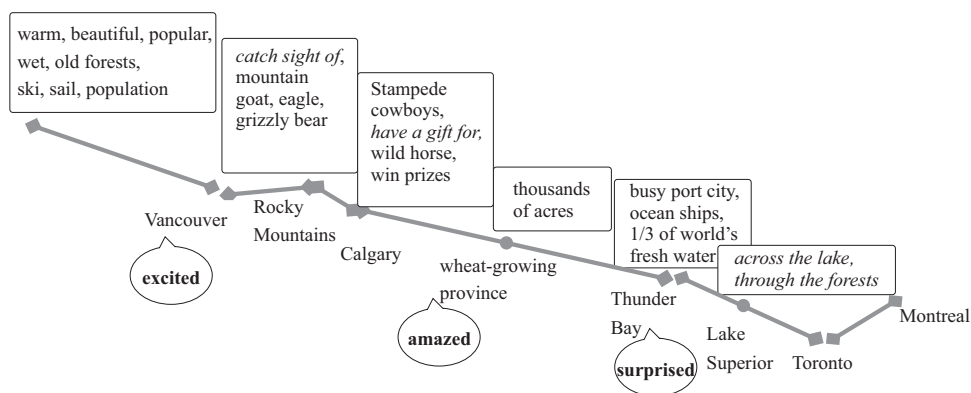 warm, beautiful, popular,
wet, old forests,
ski, sail, population
Vancouver
excited
catch sight of,
mountain
goat, eagle,
grizzly bear
Rocky
Mountains
Stampede
cowboys,
have a gift for,
wild horse,
win prizes
Calgary
thousands
of acres
wheat-growing
province
amazed
busy port city,
ocean ships,
1/3 of world's
fresh water
Thunder
Bay
surprised
across the lake,
through the forests
Lake
Superior
Toronto
Montreal